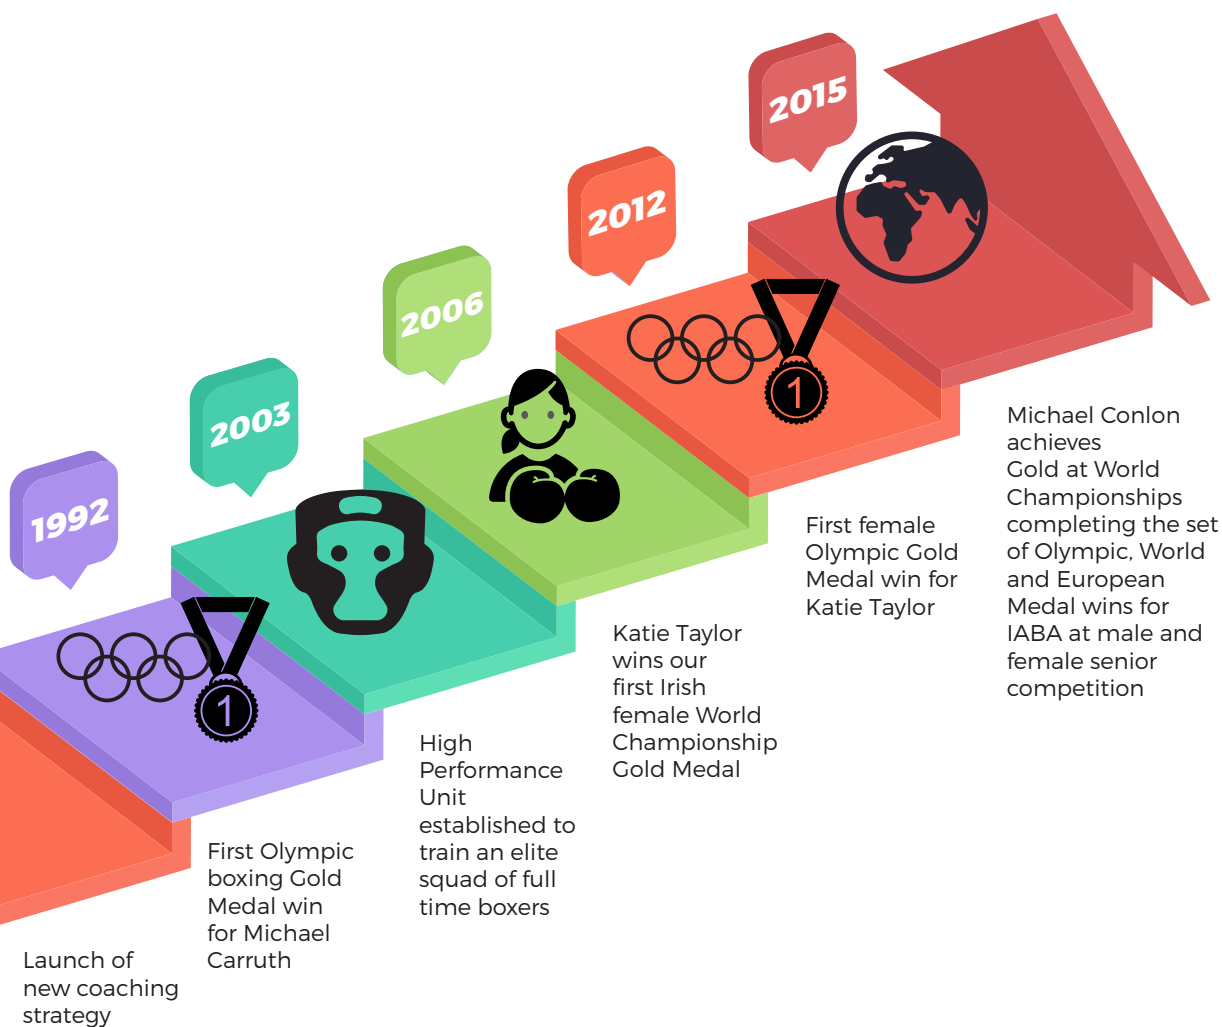 2015
2012
2006
2003
1992
1
1
Launch of
new coaching
strategy
First Olympic
boxing Gold
Medal win
for Michael
Carruth
High
Performance
Unit
established to
train an elite
squad of full
time boxers
Katie Taylor
wins our
first Irish
female World
Championship
Gold Medal
First female
Olympic Gold
Medal win for
Katie Taylor
Michael Conlon
achieves
Gold at World
Championships
completing the set
of Olympic, World
and European
Medal wins for
IABA at male and
female senior
competition